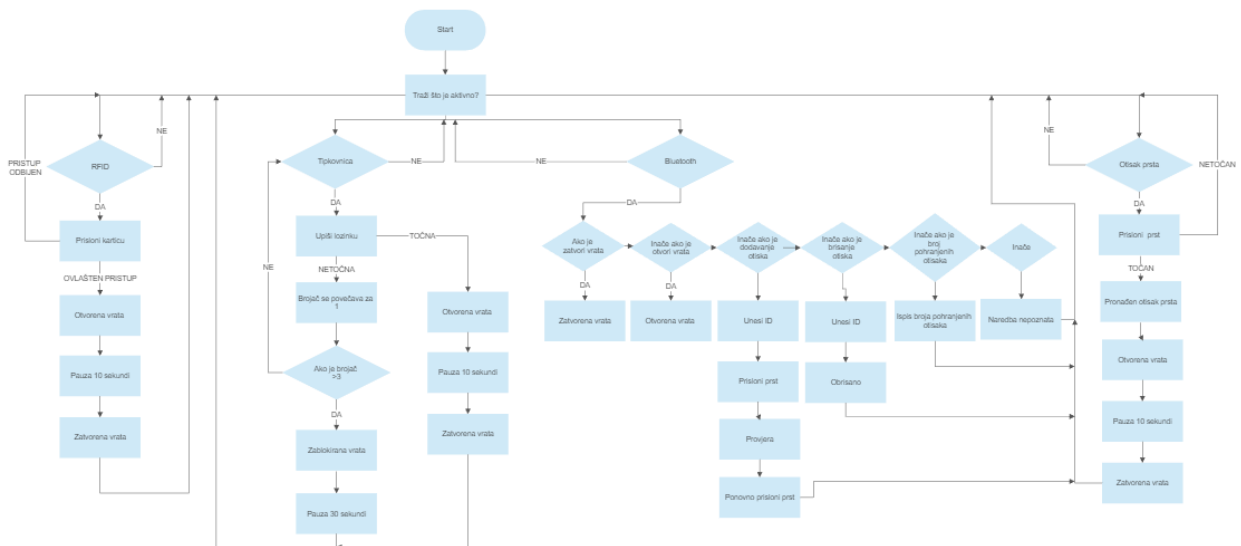 Start
Traži što je aktivno?
NE
PRISTUP
ODBIJEN
RFID
DA
Prisloni karticu
OVLAŠTEN PRISTUP
Otvorena vrata
Pauza 10 sekundi
Zatvorena vrata
Tipkovnica
NE
DA
Upiši lozinku
TOČNA
NETOČNA
NE
Brojač se povećava za
1
Ako je brojač
>3
DA
Zablokirana vrata
Pauza 30 sekundi
Otvorena vrata
Pauza 10 sekundi
Zatvorena vrata
NE
Bluetooth
DA
Ako je
zatvori vrata
DA
Zatvorena vrata
Inače ako je
otvori vrata
DA
Otvorena vrata
Inače ako je
dodavanje
otiska
Unesi ID
Prisloni prst
Provjera
Ponovno prisloni prst
Inače ako je
brisanje
otiska
Unesi ID
Obrisano
Inače ako je
broj
pohranjenih
otisaka
Ispis broja pohranjenih
otisaka
Inače
Naredba nepoznata
NE
Otisak prsta
NETOČAN
DA
Prisloni prst
TOČAN
Pronađen otisak prsta
Otvorena vrata
Pauza 10 sekundi
Zatvorena vrata